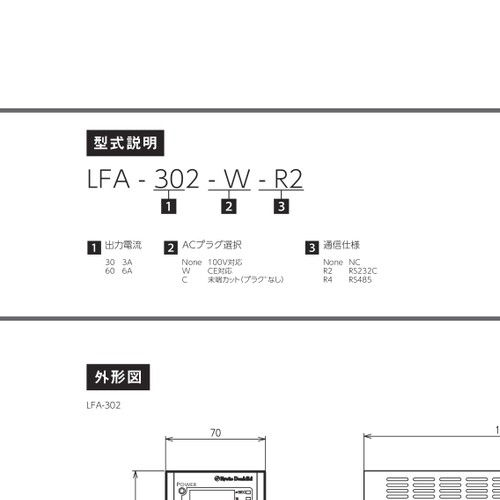 型式説明
LFA - 302 - W - R2
1 2 3
1 出力電流
30 3A
60 6A
2 ACプラグ選択
None 100V対応
W CE対応
C 末端カット(プラグなし)
3 通信仕様
None NC
R2 RS232C
R4 RS485
外形図
LFA-302
70
1
Kyoto Denkiki
POWER